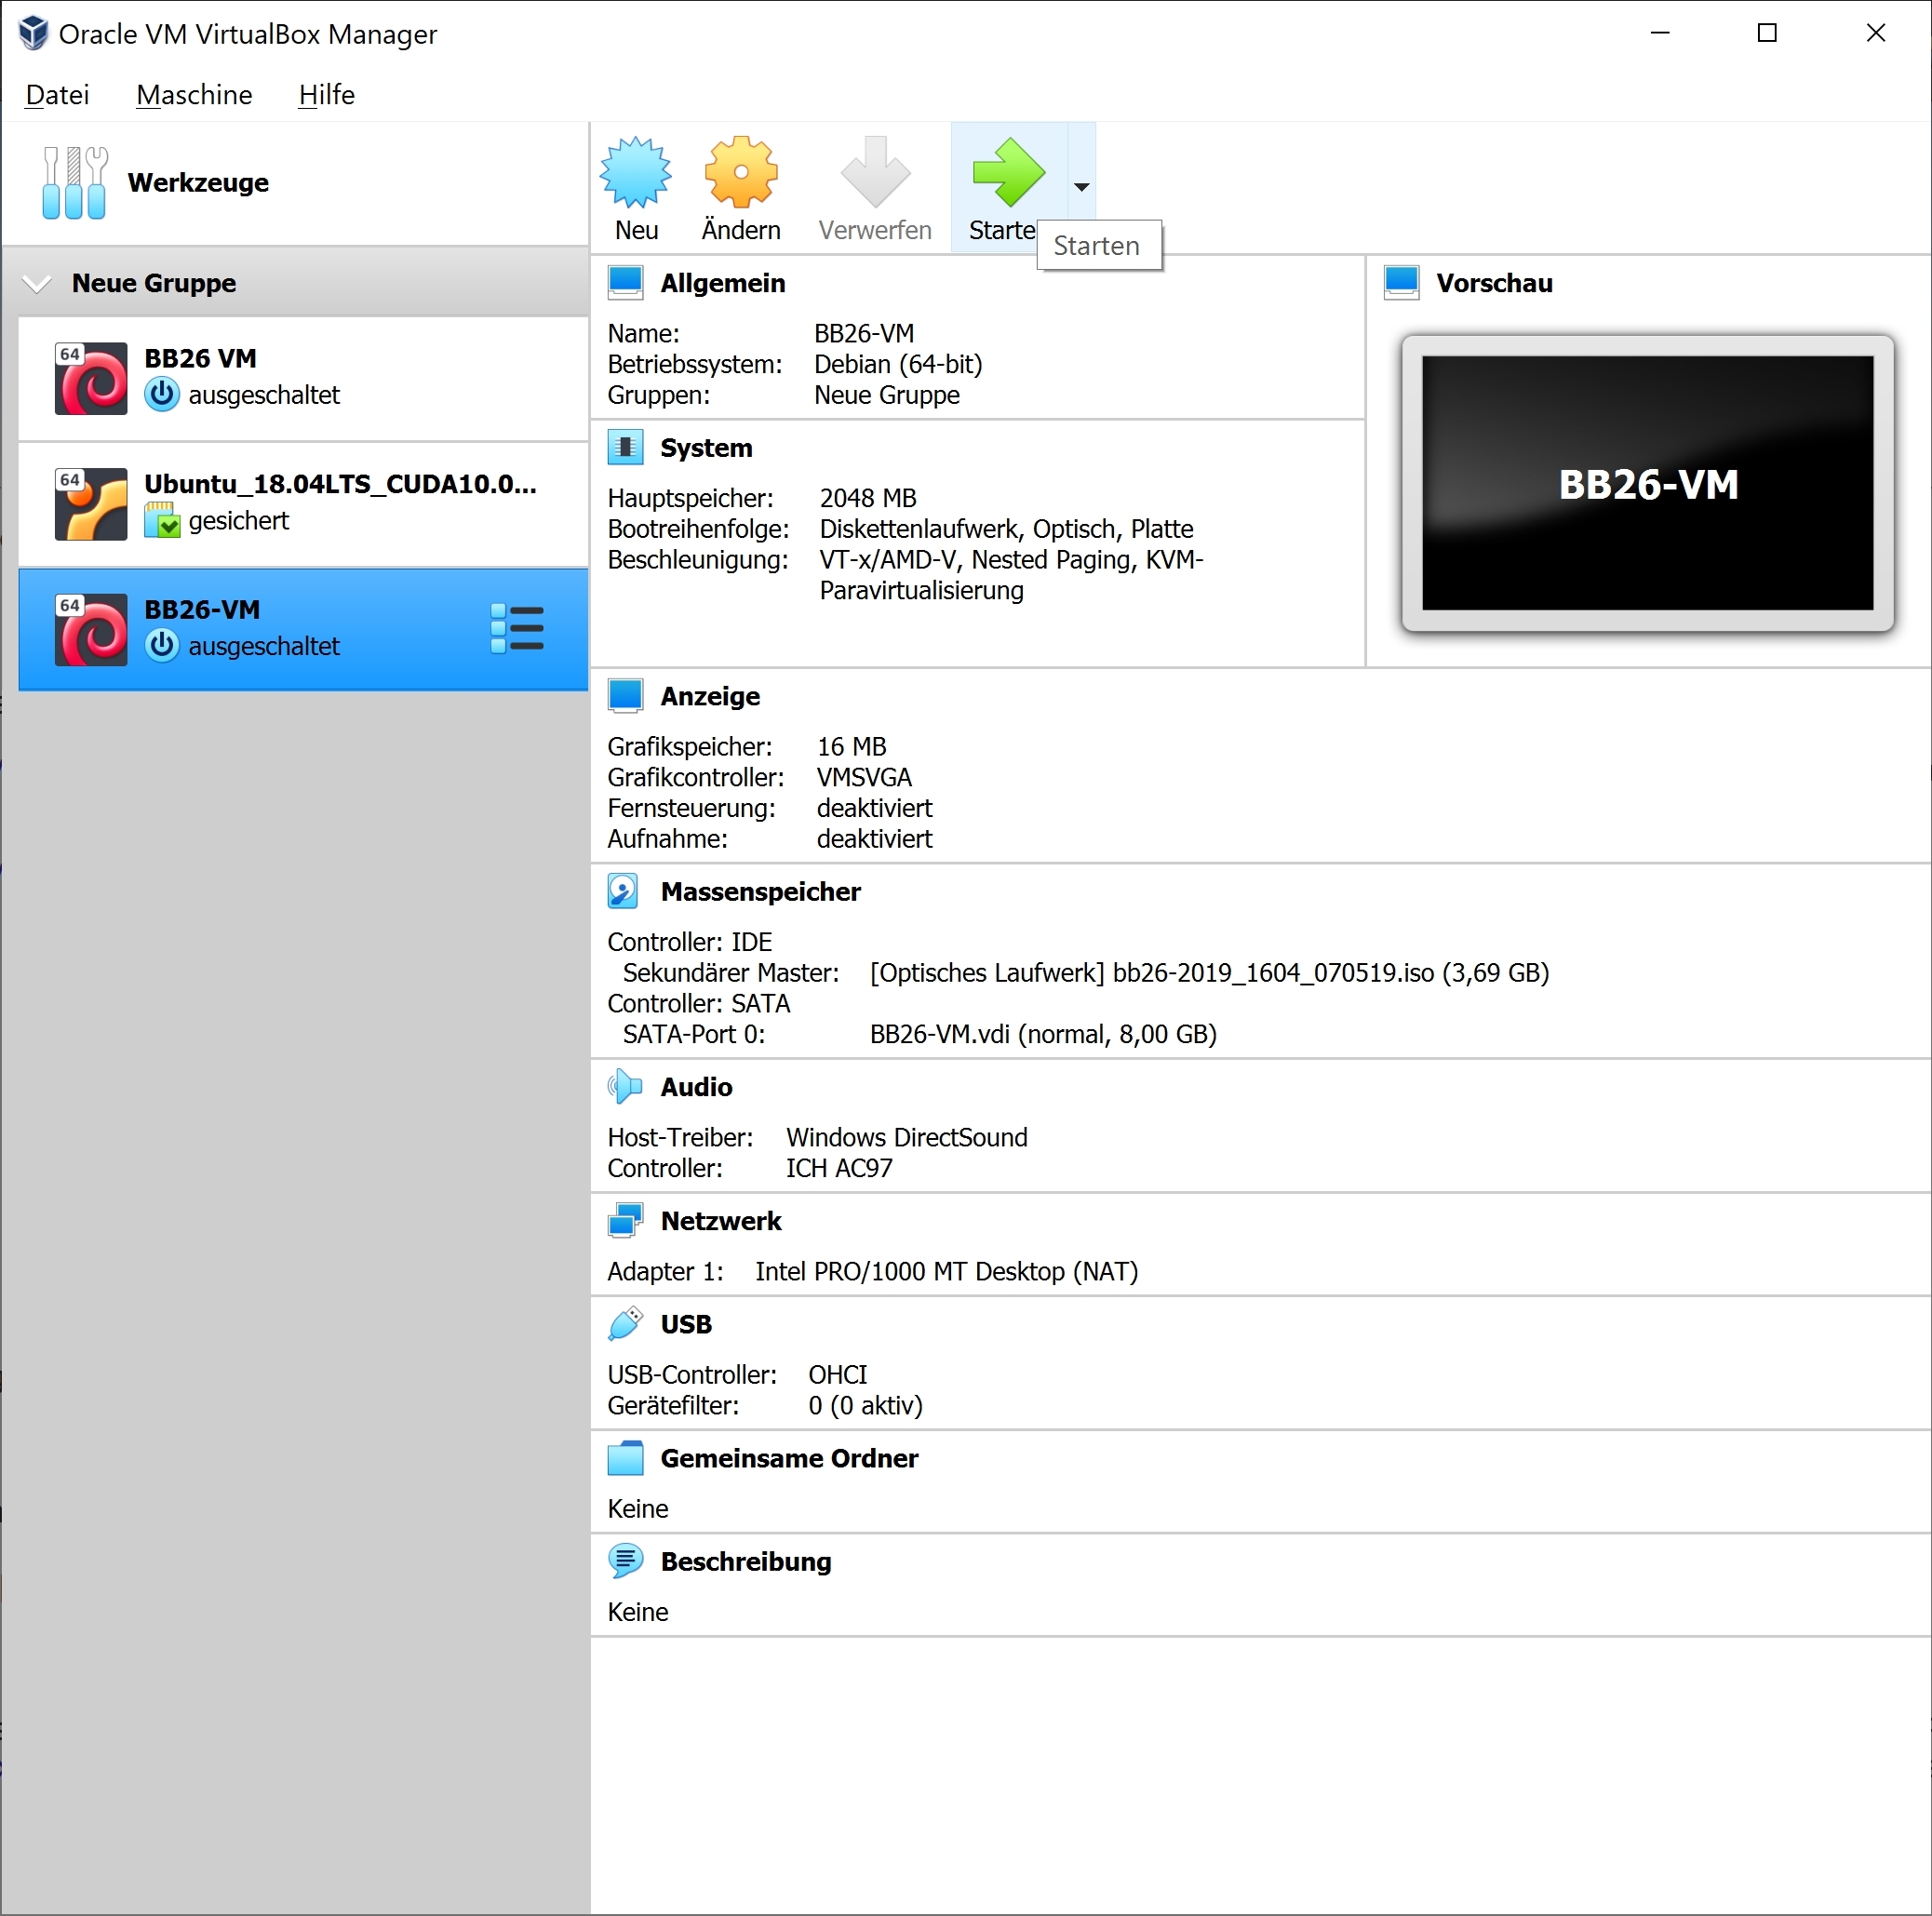 Oracle VM VirtualBox Manager
Datei Maschine Hilfe
Werkzeuge
Neu Ändern Verwerfen Starte
Starten
Neue Gruppe
64
BB26 VM
ausgeschaltet
64
Ubuntu_18.04LTS_CUDA10.0...
gesichert
64
BB26-VM
ausgeschaltet
Allgemein
Name: BB26-VM
Betriebssystem: Debian (64-bit)
Gruppen: Neue Gruppe
Vorschau
BB26-VM
System
Hauptspeicher: 2048 MB
Bootreihenfolge: Diskettenlaufwerk, Optisch, Platte
Beschleunigung: VT-x/AMD-V, Nested Paging, KVM-
Paravirtualisierung
Anzeige
Grafikspeicher: 16 MB
Grafikcontroller: VMSVGA
Fernsteuerung: deaktiviert
Aufnahme: deaktiviert
Massenspeicher
Controller: IDE
Sekundärer Master: [Optisches Laufwerk] bb26-2019_1604_070519.iso (3,69 GB)
Controller: SATA
SATA-Port 0: BB26-VM.vdi (normal, 8,00 GB)
Audio
Host-Treiber: Windows DirectSound
Controller: ICH AC97
Netzwerk
Adapter 1: Intel PRO/1000 MT Desktop (NAT)
USB
USB-Controller: OHCI
Gerätefilter: 0 (0 aktiv)
Gemeinsame Ordner
Keine
Beschreibung
Keine